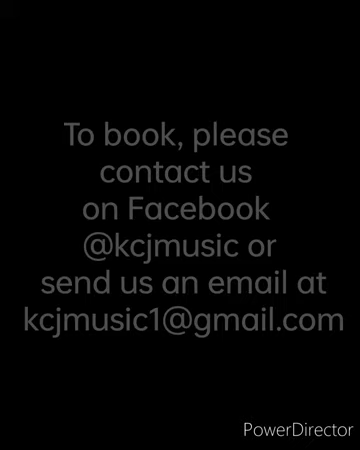 To book, please
contact us
on Facebook
@kcjmusic or
send us an email at
kcjmusic1@gmail.com
PowerDirector